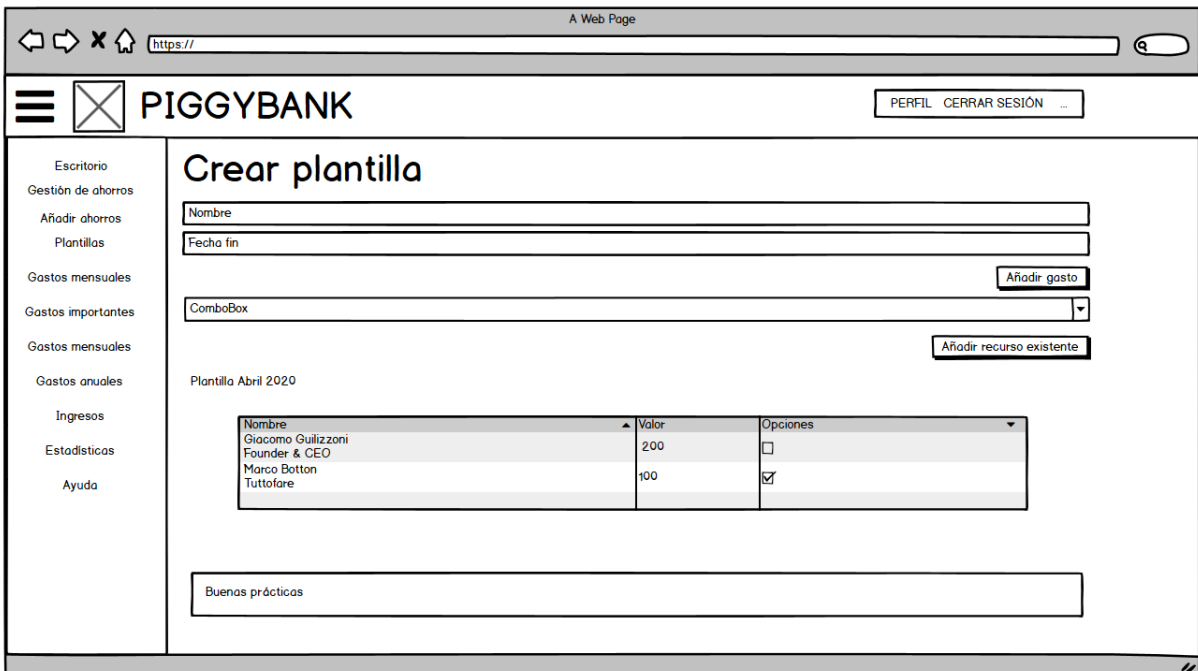 A Web Page
https://
PIGGYBANK
PERFIL CERRAR SESIÓN ...
Escritorio
Gestión de ahorros
Añadir ahorros
Plantillas
Gastos mensuales
Gastos importantes
Gastos mensuales
Gastos anuales
Ingresos
Estadísticas
Ayuda
Crear plantilla
Nombre
Fecha fin
Añadir gasto
ComboBox
Añadir recurso existente
Plantilla Abril 2020
Nombre Valor Opciones
Giacomo Guilizzoni
Founder & CEO
200
Marco Botton
Tuttofare
100
Buenas prácticas